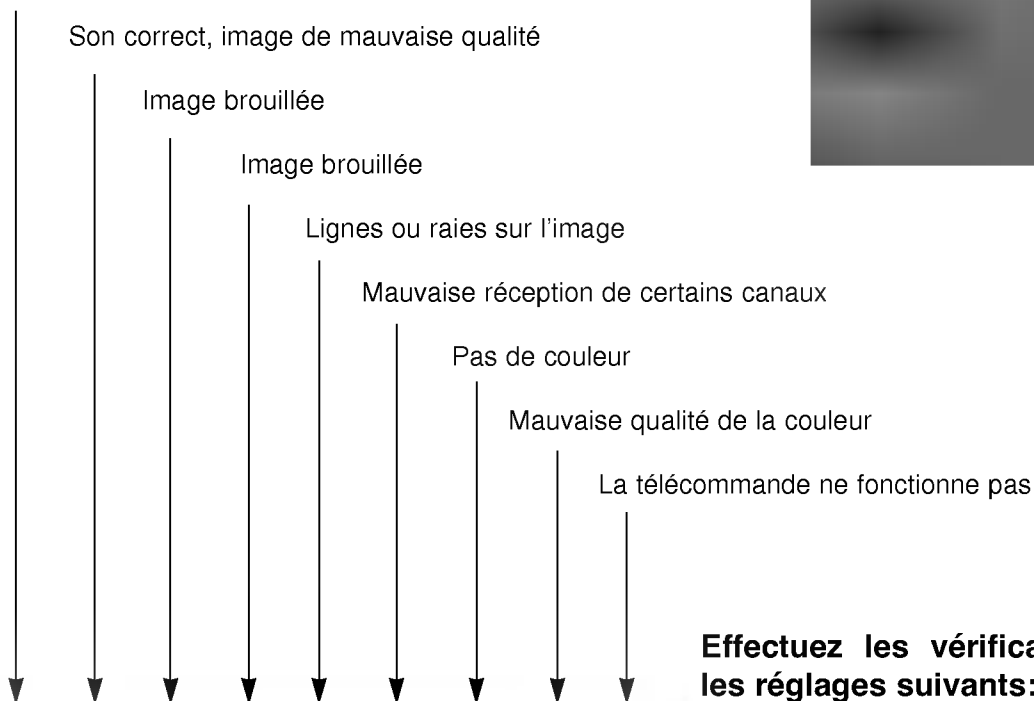 Son correct, image de mauvaise qualité
Image brouillée
Image brouillée
Lignes ou raies sur l'image
Mauvaise réception de certains canaux
Pas de couleur
Mauvaise qualité de la couleur
La télécommande ne fonctionne pas
Effectuez les vérifica
les réglages suivants: